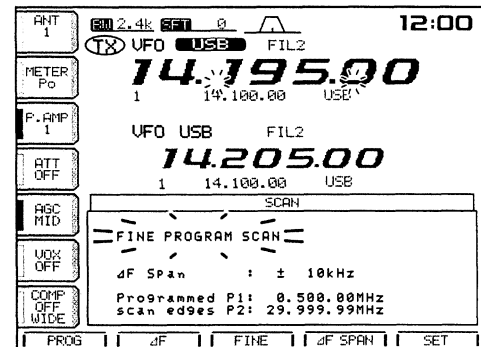 ANT
1
BW 2.4k SFT 0
12:00
TX VFO USB FIL2
14.195.00
1 14.100.00 USB
METER
Po
P.AMP
1
VFO USB FIL2
14.205.00
1 14.100.00 USB
ATT
OFF
AGC
MID
SCAN
FINE PROGRAM SCAN
VOX
OFF
⊿F SPan : ± 10kHz
COMP
OFF
WIDE
Programmed P1: 0.500.00MHz
scan edges P2: 29.999.99MHz
PROG ⊿F FINE ⊿F SPAN SET